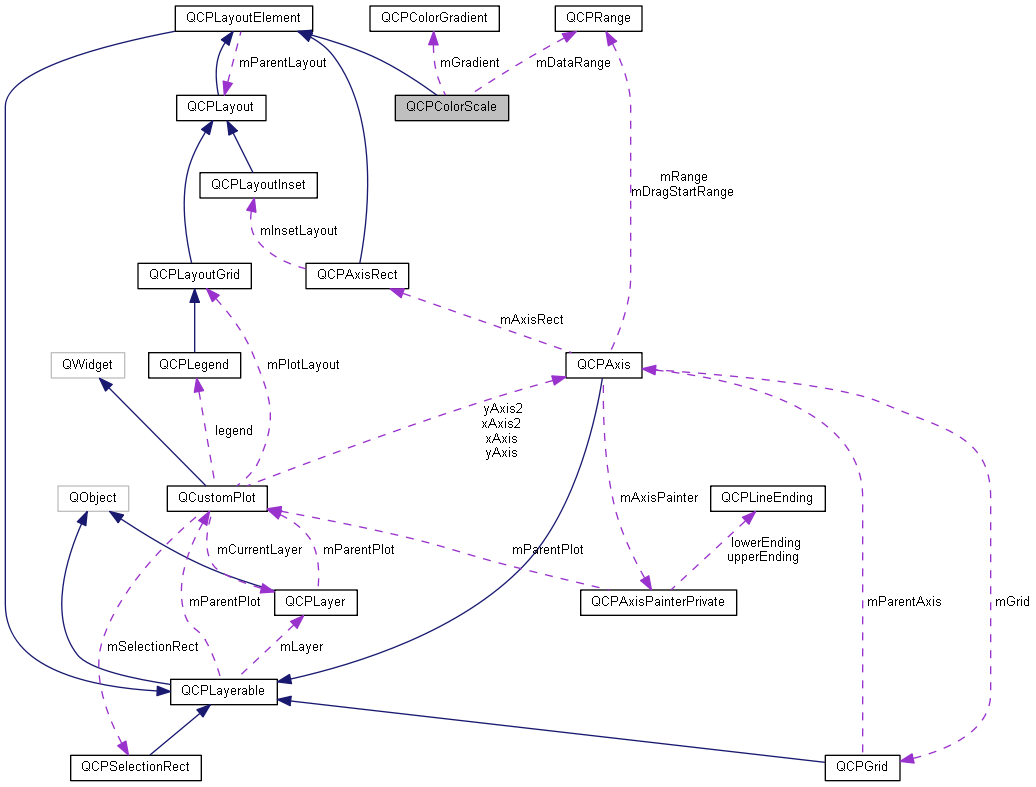 QCPLayoutElement
QCPColorGradient
QCPRange
mParentLayout
mGradient
mDataRange
QCPLayout
QCPColorScale
QCPLayoutInset
mRange
mDragStartRange
mInsetLayout
QCPLayoutGrid
QCPAxisRect
mAxisRect
QWidget
QCPLegend
mPlotLayout
QCPAxis
legend
yAxis2
xAxis2
xAxis
yAxis
QObject
QCustomPlot
mAxisPainter
QCPLineEnding
mCurrentLayer
mParentPlot
mParentPlot
lowerEnding
upperEnding
mParentPlot
QCPLayer
QCPAxisPainterPrivate
mParentAxis
mGrid
mSelectionRect
mLayer
QCPLayerable
QCPSelectionRect
QCPGrid